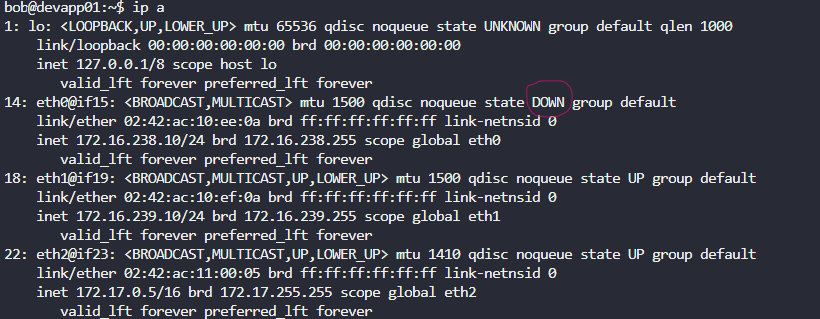 bob@devapp01:~$ ip a
1: lo: <LOOPBACK,UP,LOWER_UP> mtu 65536 qdisc noqueue state UNKNOWN group default qlen 1000
    link/loopback 00:00:00:00:00:00 brd 00:00:00:00:00:00
    inet 127.0.0.1/8 scope host lo
       valid_lft forever preferred_lft forever
14: eth0@if15: <BROADCAST,MULTICAST> mtu 1500 qdisc noqueue state DOWN group default
    link/ether 02:42:ac:10:ee:0a brd ff:ff:ff:ff:ff:ff link-netnsid 0
    inet 172.16.238.10/24 brd 172.16.238.255 scope global eth0
       valid_lft forever preferred_lft forever
18: eth1@if19: <BROADCAST,MULTICAST,UP,LOWER_UP> mtu 1500 qdisc noqueue state UP group default
    link/ether 02:42:ac:10:ef:0a brd ff:ff:ff:ff:ff:ff link-netnsid 0
    inet 172.16.239.10/24 brd 172.16.239.255 scope global eth1
       valid_lft forever preferred_lft forever
22: eth2@if23: <BROADCAST,MULTICAST,UP,LOWER_UP> mtu 1410 qdisc noqueue state UP group default
    link/ether 02:42:ac:11:00:05 brd ff:ff:ff:ff:ff:ff link-netnsid 0
    inet 172.17.0.5/16 brd 172.17.255.255 scope global eth2
       valid_lft forever preferred_lft forever